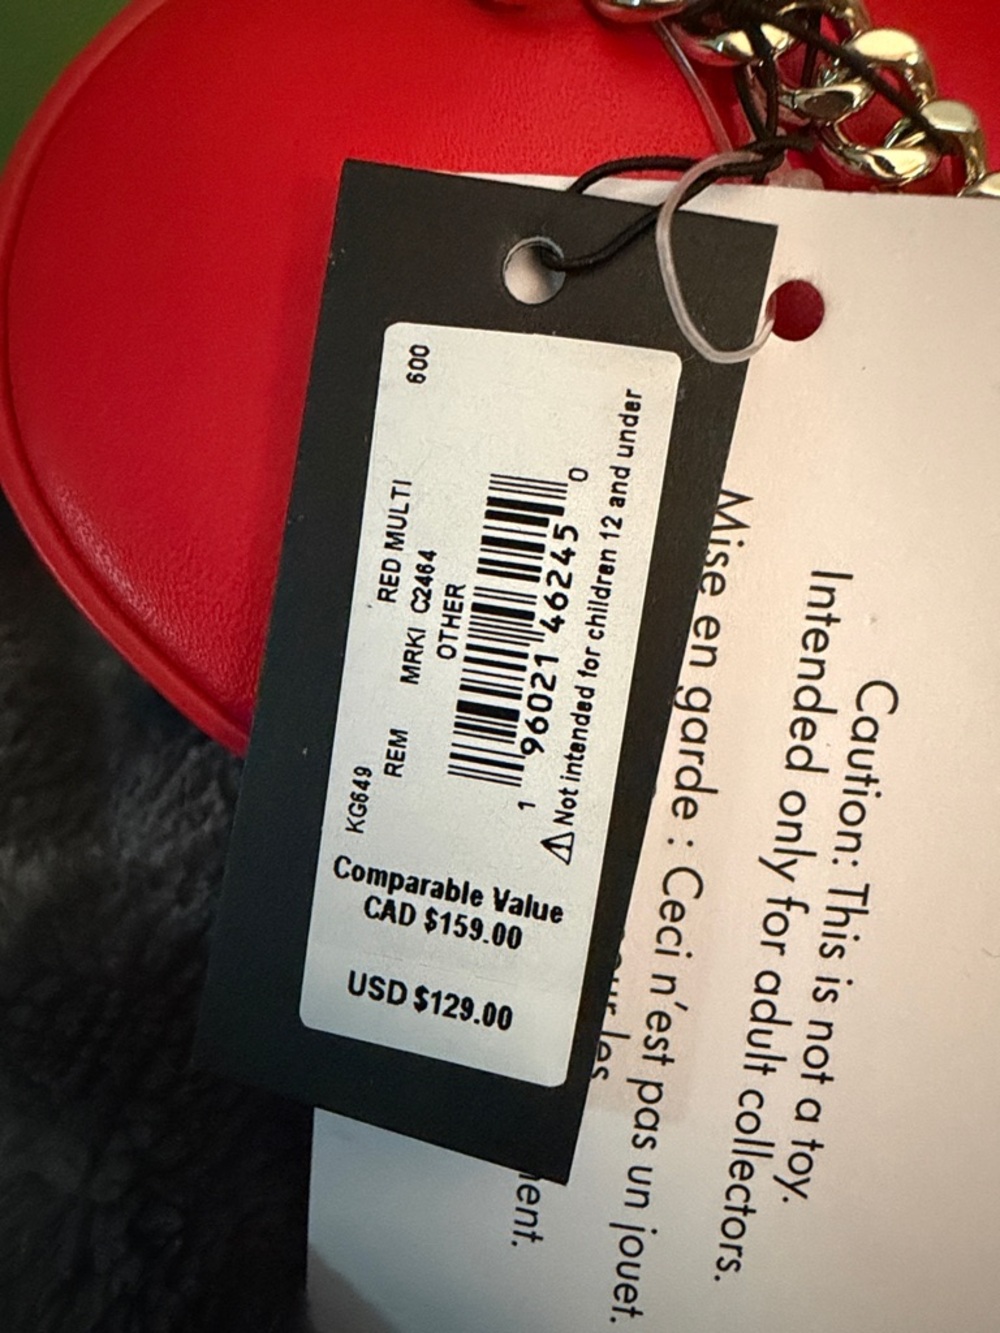 600
KG649
REM RED MULTI
MRKI C2464
OTHER
1 96021 46245 0
⚠ Not intended for children 12 and under
Comparable Value
CAD $159.00
USD $129.00
Caution: This is not a toy.
Intended only for adult collectors.
Mise en garde : Ceci n'est pas un jouet.
les